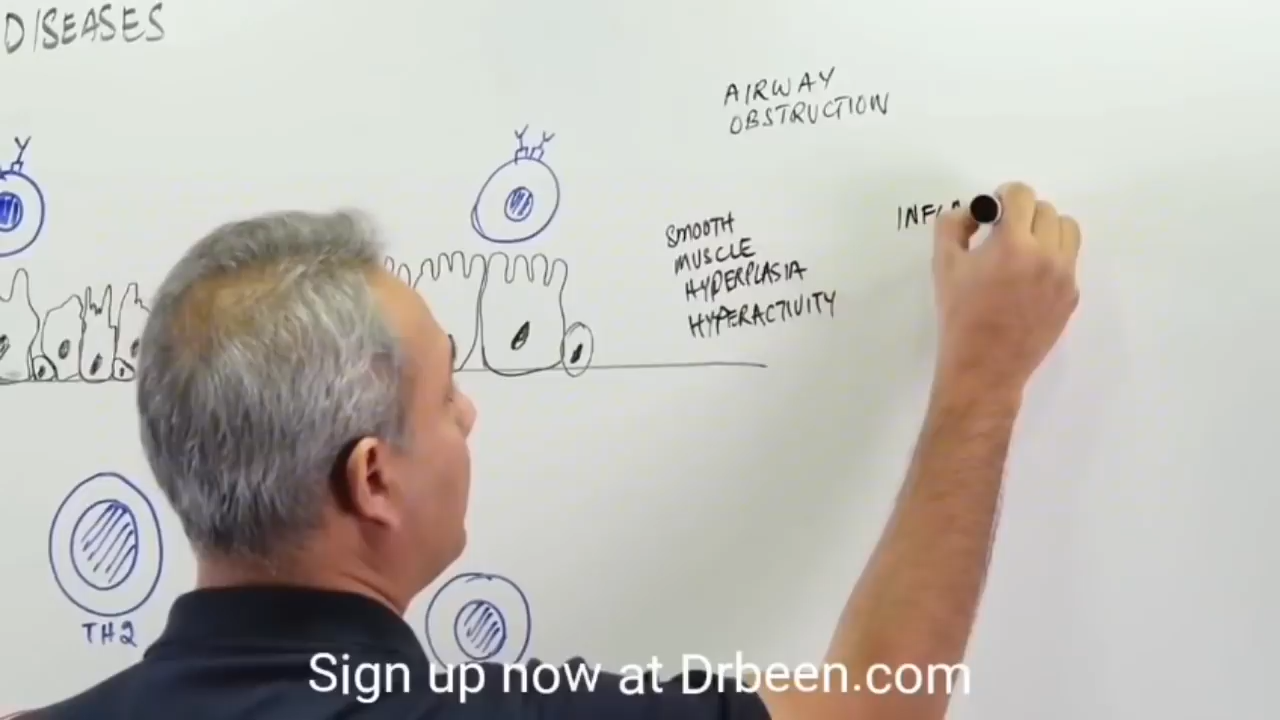 DISEASES
AIRWAY
OBSTRUCTION
SMOOTH
MUSCLE
HYPERPLASIA
HYPERACTIVITY
TH2
Sign up now at Drbeen.com